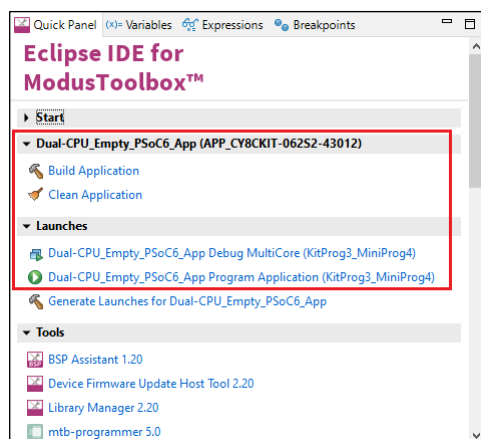 Quick Panel (x)= Variables Expressions Breakpoints
Eclipse IDE for
ModusToolbox™
Start
Dual-CPU_Empty_PSoC6_App (APP_CY8CKIT-062S2-43012)
Build Application
Clean Application
Launches
Dual-CPU_Empty_PSoC6_App Debug MultiCore (KitProg3_MiniProg4)
Dual-CPU_Empty_PSoC6_App Program Application (KitProg3_MiniProg4)
Generate Launches for Dual-CPU_Empty_PSoC6_App
Tools
BSP BSP Assistant 1.20
Device Firmware Update Host Tool 2.20
Library Manager 2.20
mtb-programmer 5.0